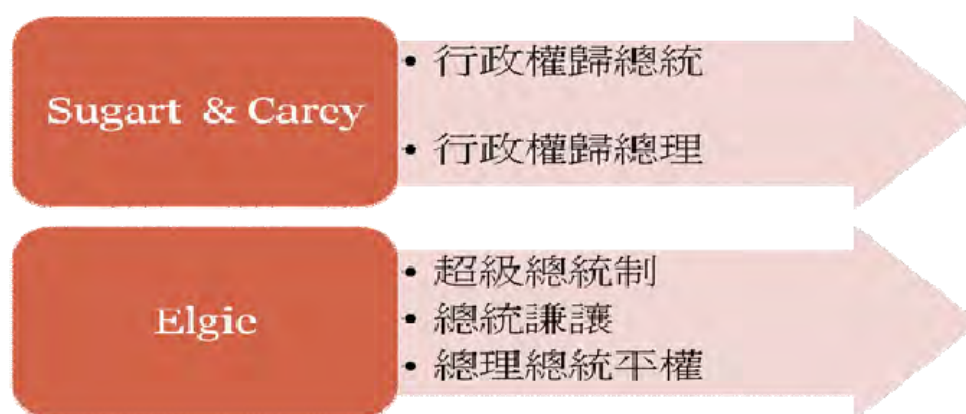 Sugart & Carey
• 行政權歸總統
• 行政權歸總理
Elgie
• 超級總統制
• 總統謙讓
• 總理總統平權